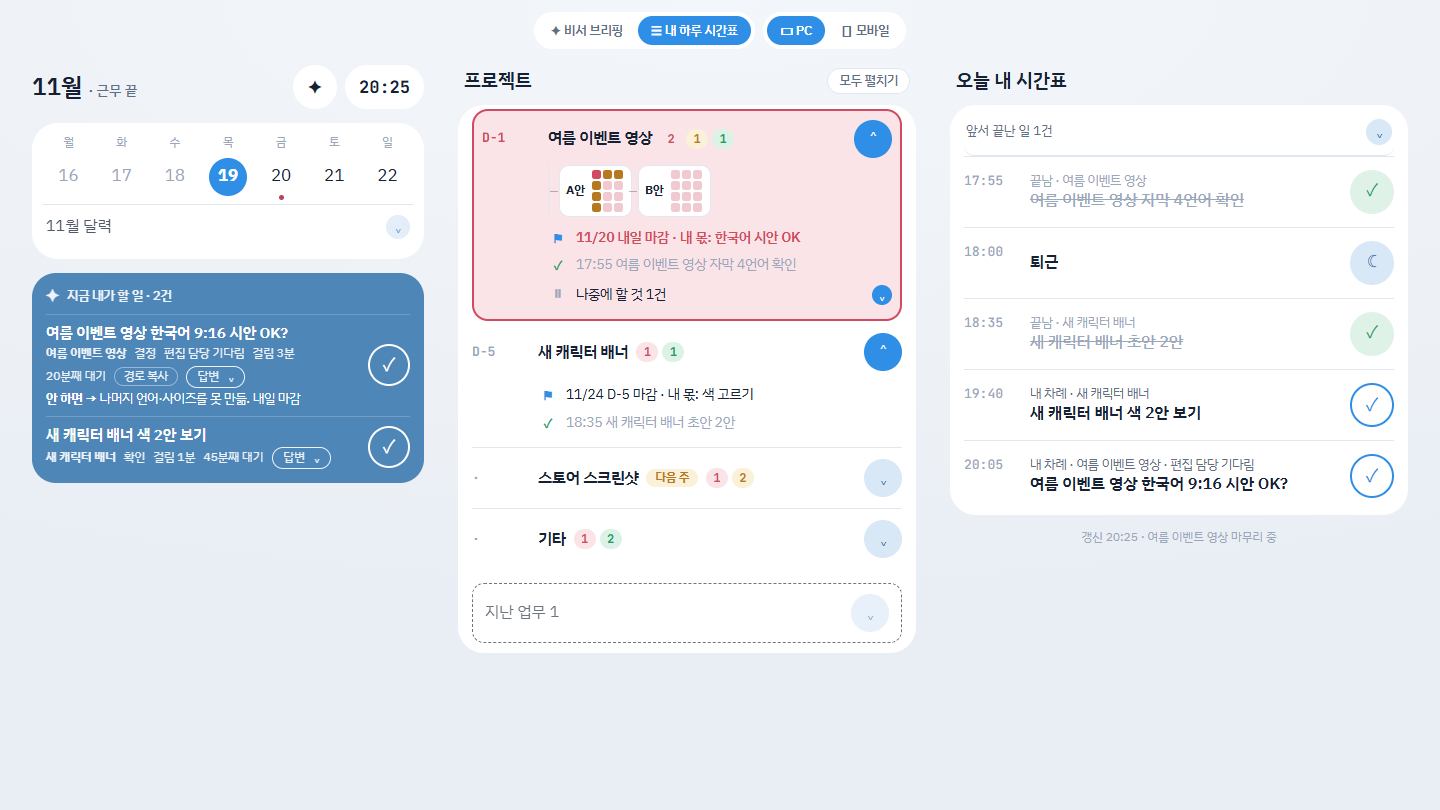 ✦ 비서 브리핑
☰ 내 하루 시간표
PC
모바일
11월 · 근무 끝
✦
20:25
월 화 수 목 금 토 일
16 17 18 19 20 21 22
11월 달력
✦ 지금 내가 할 일 · 2건
여름 이벤트 영상 한국어 9:16 시안 OK?
여름 이벤트 영상 결정 편집 담당 기다림 걸림 3분
20분째 대기 경로 복사 답변
안 하면 → 나머지 언어·사이즈를 못 만듦. 내일 마감
새 캐릭터 배너 색 2안 보기
새 캐릭터 배너 확인 걸림 1분 45분째 대기 답변
프로젝트
모두 펼치기
D-1 여름 이벤트 영상 2 1 1
A안 B안
11/20 내일 마감 · 내 몫: 한국어 시안 OK
✓ 17:55 여름 이벤트 영상 자막 4언어 확인
나중에 할 것 1건
D-5 새 캐릭터 배너 1 1
11/24 D-5 마감 · 내 몫: 색 고르기
✓ 18:35 새 캐릭터 배너 초안 2안
· 스토어 스크린샷 다음 주 1 2
· 기타 1 2
지난 업무 1
오늘 내 시간표
앞서 끝난 일 1건
17:55 끝남 · 여름 이벤트 영상
여름 이벤트 영상 자막 4언어 확인
18:00 퇴근
18:35 끝남 · 새 캐릭터 배너
새 캐릭터 배너 초안 2안
19:40 내 차례 · 새 캐릭터 배너
새 캐릭터 배너 색 2안 보기
20:05 내 차례 · 여름 이벤트 영상 · 편집 담당 기다림
여름 이벤트 영상 한국어 9:16 시안 OK?
갱신 20:25 · 여름 이벤트 영상 마무리 중